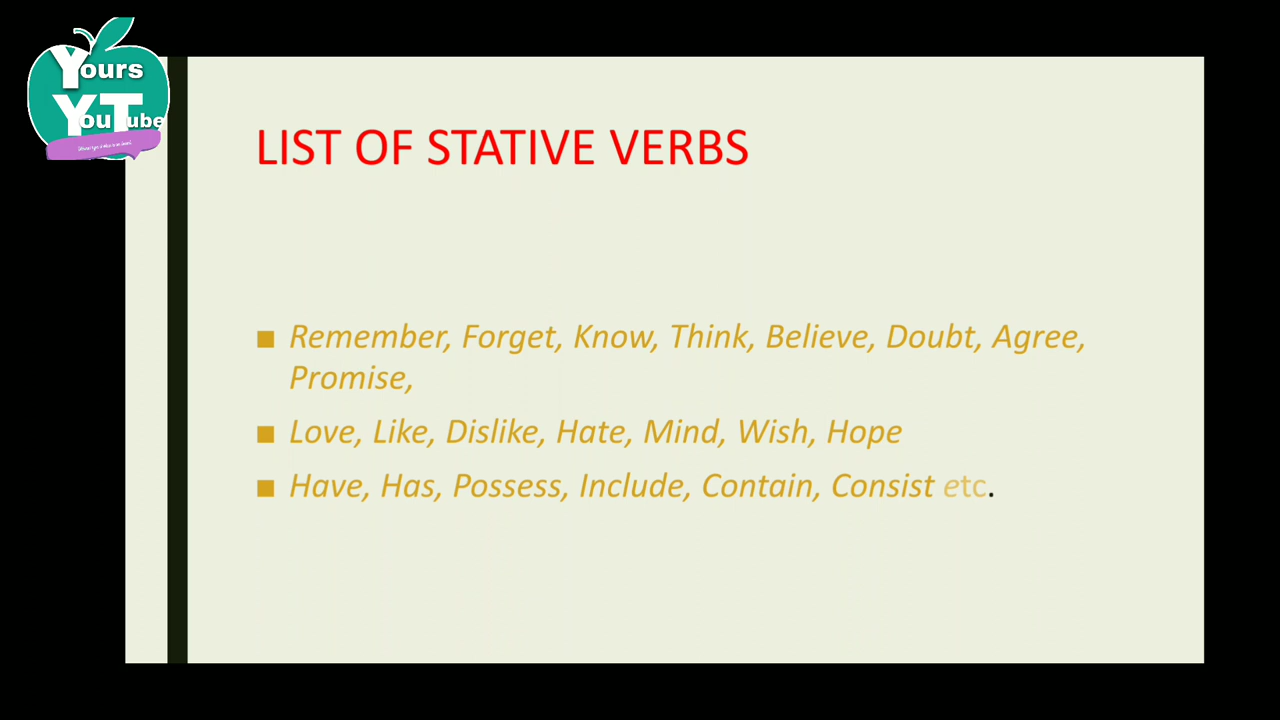 Yours
YouTube
LIST OF STATIVE VERBS
■ Remember, Forget, Know, Think, Believe, Doubt, Agree,
Promise,
■ Love, Like, Dislike, Hate, Mind, Wish, Hope
■ Have, Has, Possess, Include, Contain, Consist etc.